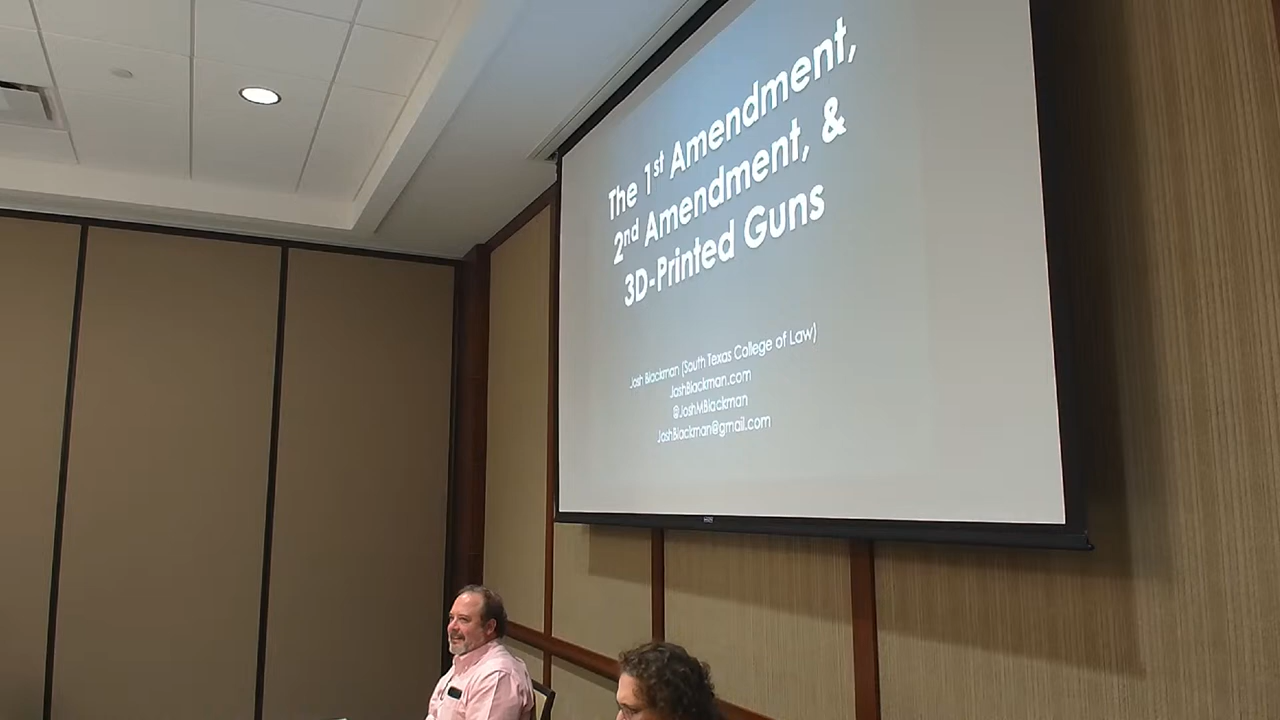 The 1st Amendment,
2nd Amendment, &
3D-Printed Guns
Josh Blackman (South Texas College of Law)
JoshBlackman.com
@JoshMBlackman
JoshBlackman@gmail.com